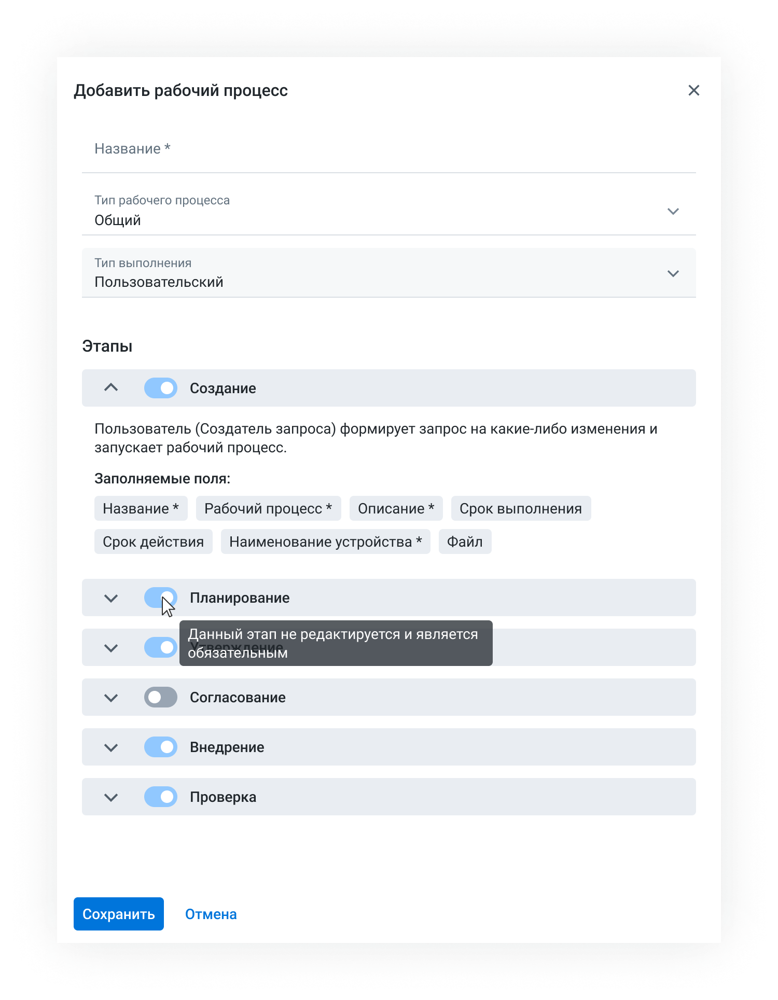 Добавить рабочий процесс
Название *
Тип рабочего процесса
Общий
Тип выполнения
Пользовательский
Этапы
Создание
Пользователь (Создатель запроса) формирует запрос на какие-либо изменения и
запускает рабочий процесс.
Заполняемые поля:
Название * Рабочий процесс * Описание * Срок выполнения
Срок действия Наименование устройства * Файл
Планирование
Данный этап не редактируется и является
Утверждение
обязательным
Согласование
Внедрение
Проверка
Сохранить Отмена